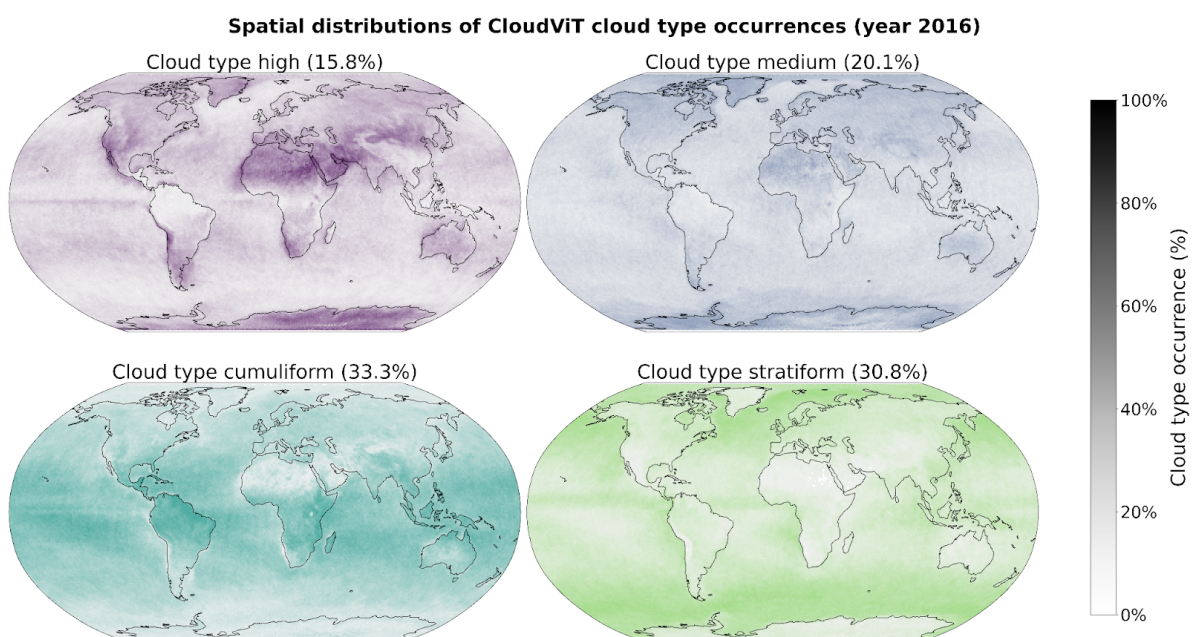 Spatial distributions of CloudViT cloud type occurrences (year 2016)
Cloud type high (15.8%)
Cloud type medium (20.1%)
Cloud type cumuliform (33.3%)
Cloud type stratiform (30.8%)
100%
80%
60%
40%
20%
0%
Cloud type occurrence (%)